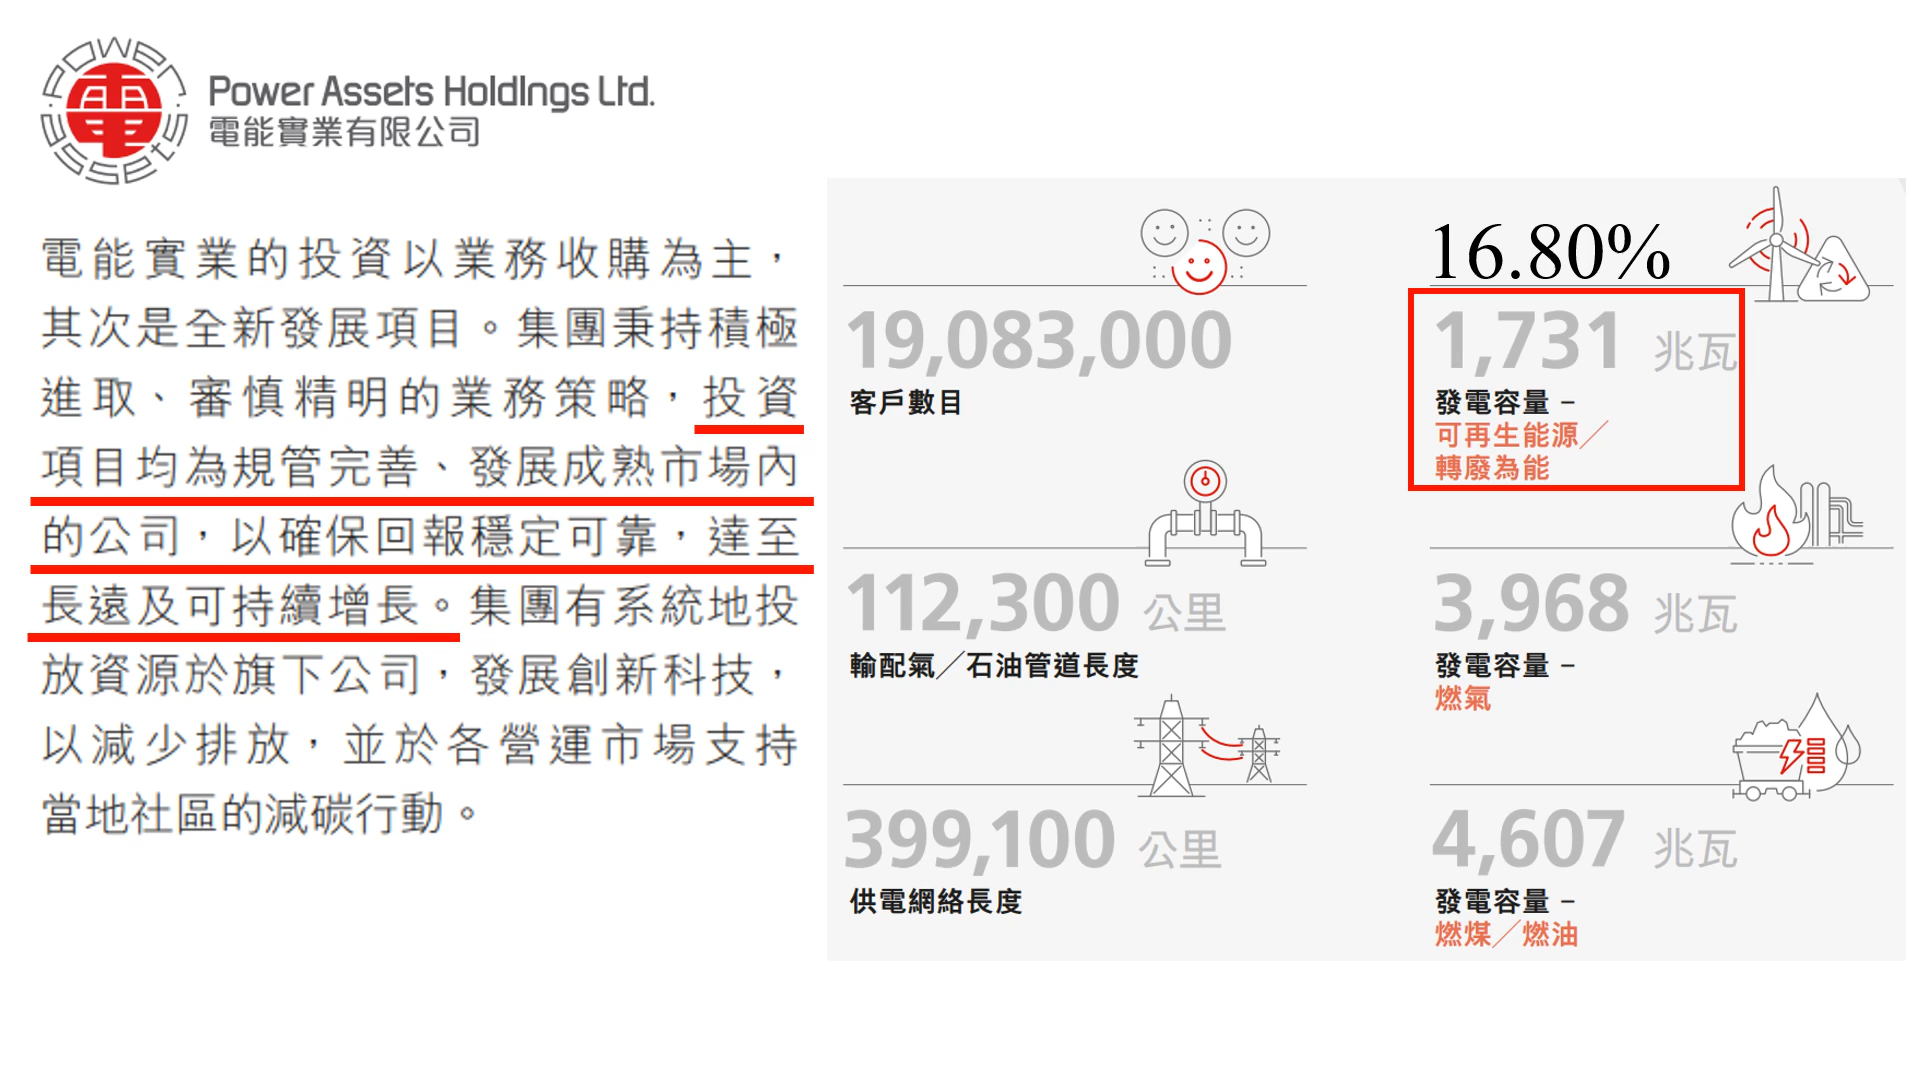 Power Assets Holdings Ltd.
電能實業有限公司
電能實業的投資以業務收購為主，
其次是全新發展項目。集團秉持積極
進取、審慎精明的業務策略，投資
項目均為規管完善、發展成熟市場內
的公司，以確保回報穩定可靠，達至
長遠及可持續增長。集團有系統地投
放資源於旗下公司，發展創新科技，
以減少排放，並於各營運市場支持
當地社區的減碳行動。
19,083,000
客戶數目
112,300 公里
輸配氣／石油管道長度
399,100 公里
供電網絡長度
16.80%
1,731 兆瓦
發電容量 –
可再生能源／
轉廢為能
3,968 兆瓦
發電容量 –
燃氣
4,607 兆瓦
發電容量 –
燃煤／燃油